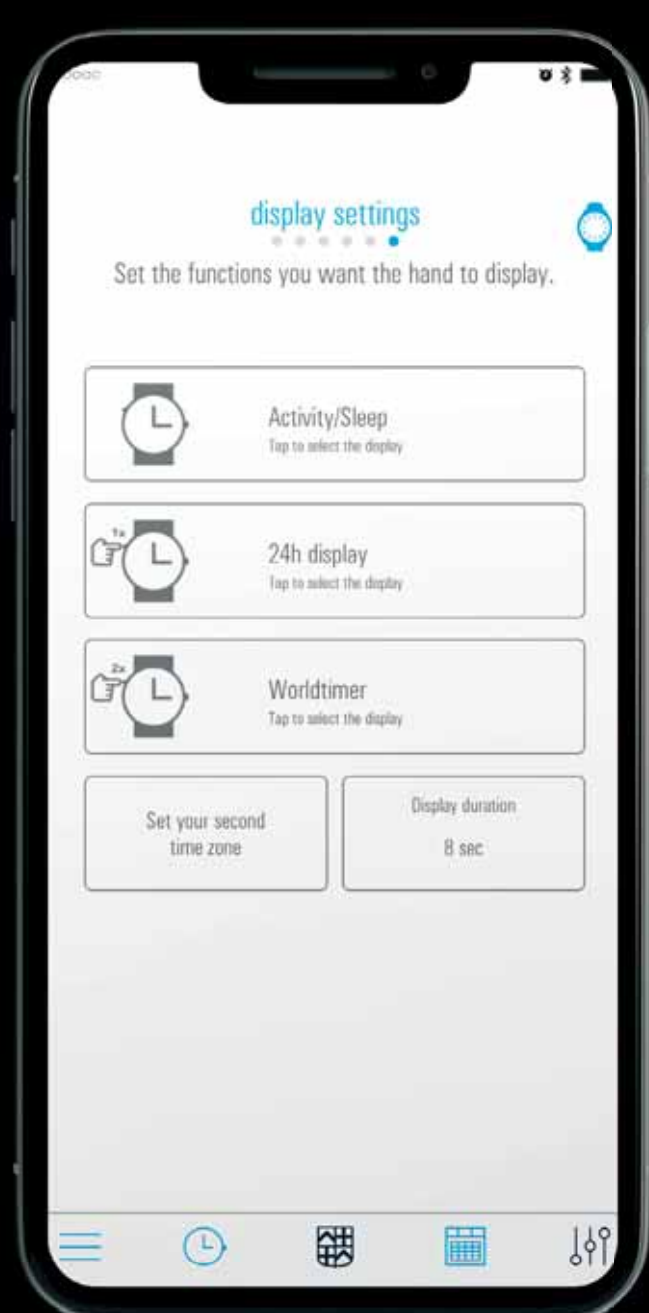 display settings
Set the functions you want the hand to display.
Activity/Sleep
Tap to select the display
1x
24h display
Tap to select the display
2x
Worldtimer
Tap to select the display
Set your second
time zone
Display duration
8 sec